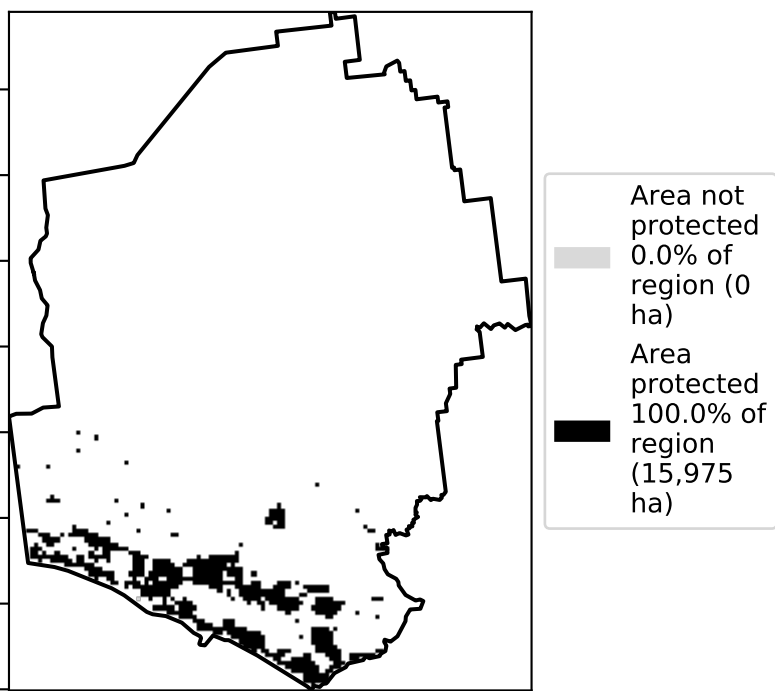 Area not
protected
0.0% of
region (0
ha)
Area
protected
100.0% of
region
(15,975
ha)